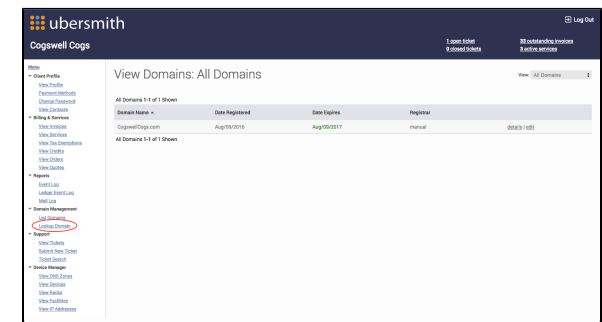 ubersmith
Log Out
Cogswell Cogs
1 open ticket
0 closed tickets
33 outstanding invoices
3 active services
Menu
Client Profile
View Profile
Payment Methods
Change Password
View Contacts
Billing & Services
View Invoices
View Services
View Tax Exemptions
View Credits
View Orders
View Quotes
Reports
Event Log
Ledger Event Log
Mail Log
Domain Management
List Domains
Lookup Domain
Support
View Tickets
Submit New Ticket
Ticket Search
Device Manager
View DNS Zones
View Devices
View Racks
View Facilities
View IP Addresses
View Domains: All Domains
View: All Domains
All Domains 1-1 of 1 Shown
Domain Name Date Registered Date Expires Registrar
CogswellCogs.com Aug/09/2016 Aug/09/2017 manual details | edit
All Domains 1-1 of 1 Shown